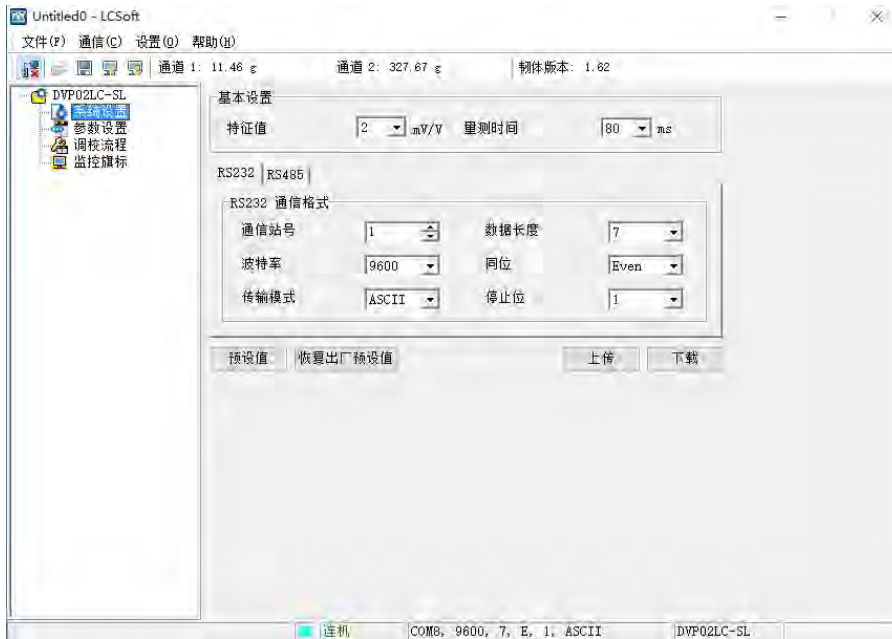 Untitled0 - LCSoft
文件(F) 通信(C) 设置(O) 帮助(H)
通道 1: 11.46 g 通道 2: 327.67 g 韧体版本: 1.62
DVP02LC-SL
系统设置
参数设置
调校流程
监控旗标
基本设置
特征值 2 mV/V 量测时间 80 ms
RS232 RS485
RS232 通信格式
通信站号 1 数据长度 7
波特率 9600 同位 Even
传输模式 ASCII 停止位 1
预设值 恢复出厂预设值 上传 下载
连机 COM8, 9600, 7, E, 1, ASCII DVP02LC-SL